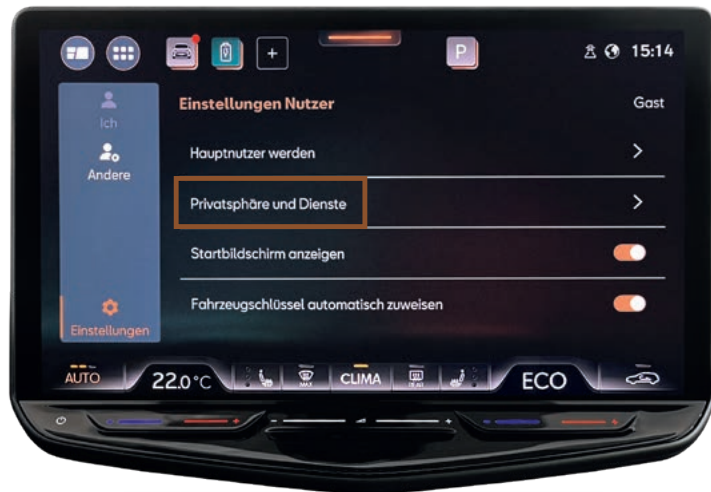 P
15:14
Ich
Einstellungen Nutzer
Gast
Hauptnutzer werden
Andere
Privatsphäre und Dienste
Startbildschirm anzeigen
Fahrzeugschlüssel automatisch zuweisen
Einstellungen
AUTO
22.0 °C
MAX
CLIMA
REAR
ECO